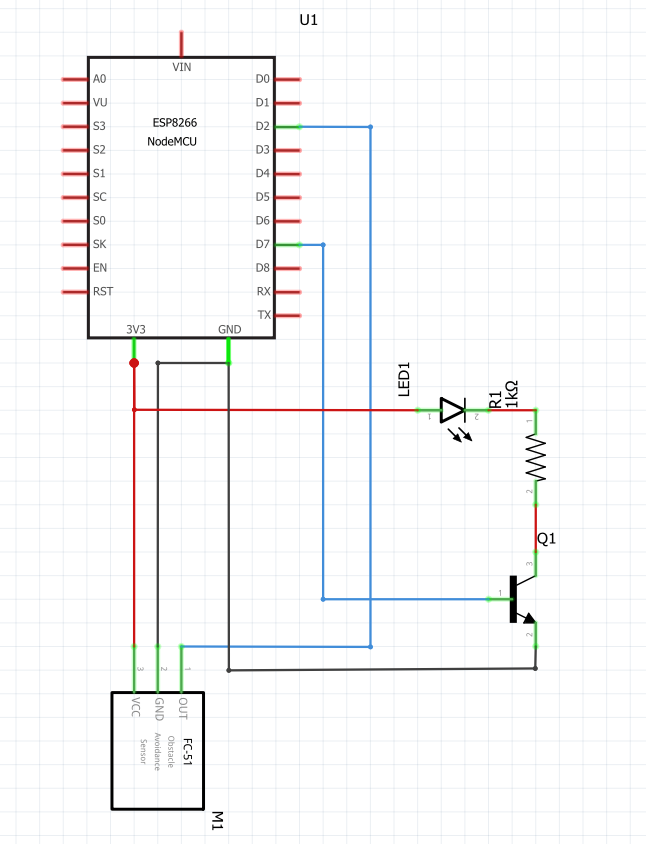 U1
VIN
ESP8266
NodeMCU
A0
VU
S3
S2
S1
SC
S0
SK
EN
RST
D0
D1
D2
D3
D4
D5
D6
D7
D8
RX
TX
3V3
GND
LED1
1
2
R1
1kΩ
1
2
Q1
3
1
2
3
2
1
VCC
GND
OUT
FC-51
Obstacle
Avoidance
Sensor
M1